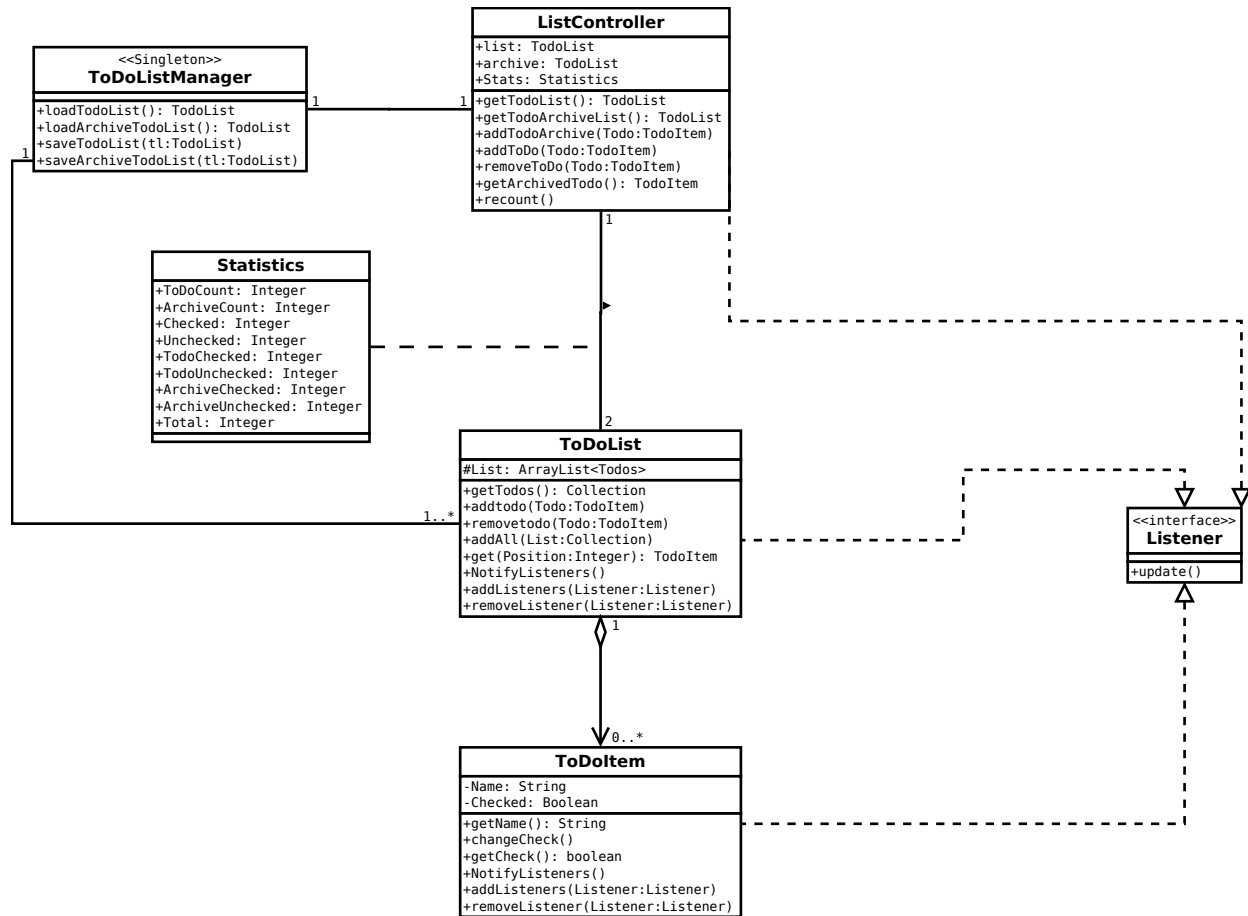 ListController
+list: TodoList
+archive: TodoList
+Stats: Statistics
+getTodoList(): TodoList
+getTodoArchiveList(): TodoList
+addTodoArchive(Todo:TodoItem)
+addToDo(Todo:TodoItem)
+removeToDo(Todo:TodoItem)
+getArchivedTodo(): TodoItem
+recount()
<<Singleton>>
ToDoListManager
+loadTodoList(): TodoList
+loadArchiveTodoList(): TodoList
+saveTodoList(tl:TodoList)
+saveArchiveTodoList(tl:TodoList)
1
1
1
1
Statistics
+ToDoCount: Integer
+ArchiveCount: Integer
+Checked: Integer
+Unchecked: Integer
+TodoChecked: Integer
+TodoUnchecked: Integer
+ArchiveChecked: Integer
+ArchiveUnchecked: Integer
+Total: Integer
2
1..*
ToDoList
#List: ArrayList<Todos>
+getTodos(): Collection
+addtodo(Todo:TodoItem)
+removetodo(Todo:TodoItem)
+addAll(List:Collection)
+get(Position:Integer): TodoItem
+NotifyListeners()
+addListeners(Listener:Listener)
+removeListener(Listener:Listener)
<<interface>>
Listener
+update()
1
0..*
ToDoItem
-Name: String
-Checked: Boolean
+getName(): String
+changeCheck()
+getCheck(): boolean
+NotifyListeners()
+addListeners(Listener:Listener)
+removeListener(Listener:Listener)